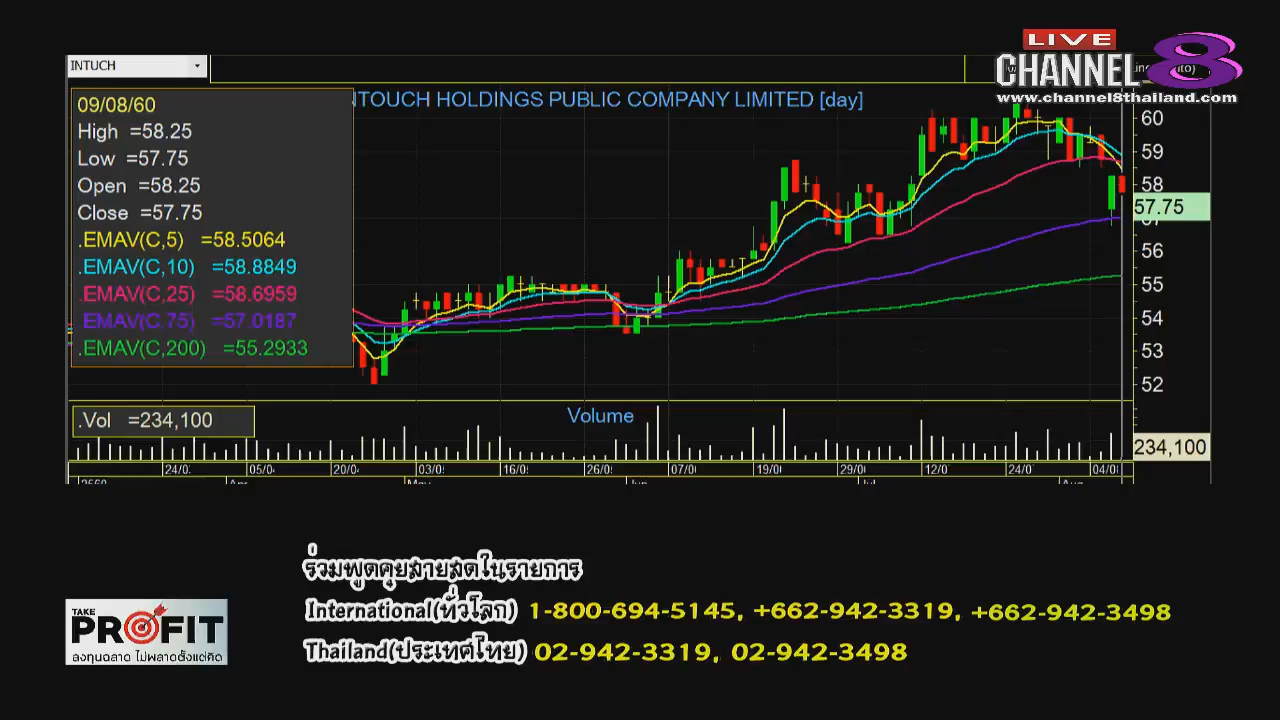 INTUCH
LIVE
CHANNEL 8
www.channel8thailand.com
NTOUCH HOLDINGS PUBLIC COMPANY LIMITED [day]
09/08/60
High =58.25
Low =57.75
Open =58.25
Close =57.75
.EMAV(C,5) =58.5064
.EMAV(C,10) =58.8849
.EMAV(C,25) =58.6959
.EMAV(C,75) =57.0187
.EMAV(C,200) =55.2933
60
59
58
57.75
56
55
54
53
52
.Vol =234,100
Volume
234,100
24/0 05/0 20/0 03/0 16/0 26/0 07/0 19/0 29/0 12/0 24/0 04/0
2560 Apr May Jun Jul Aug
ร่วมพูดคุยสายสดในรายการ
International(ทั่วโลก) 1-800-694-5145, +662-942-3319, +662-942-3498
Thailand(ประเทศไทย) 02-942-3319, 02-942-3498
TAKE
PROFIT
ลงทุนฉลาด ไม่พลาดตั้งแต่คิด